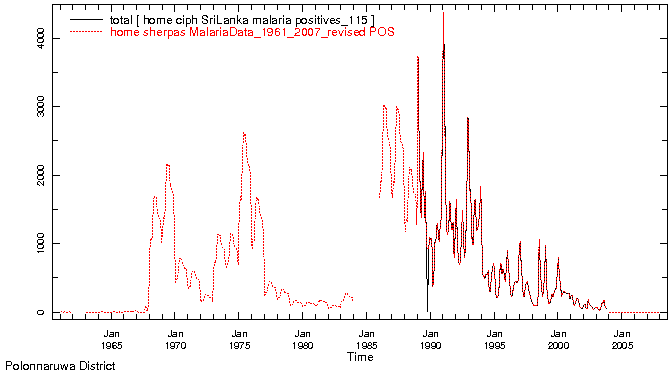 total [ home ciph SriLanka malaria positives_115 ]
home sherpas MalariaData_1961_2007_revised POS
4000
3000
2000
1000
0
Jan Jan Jan Jan Jan Jan Jan Jan Jan
1965 1970 1975 1980 1985 1990 1995 2000 2005
Time
Polonnaruwa District